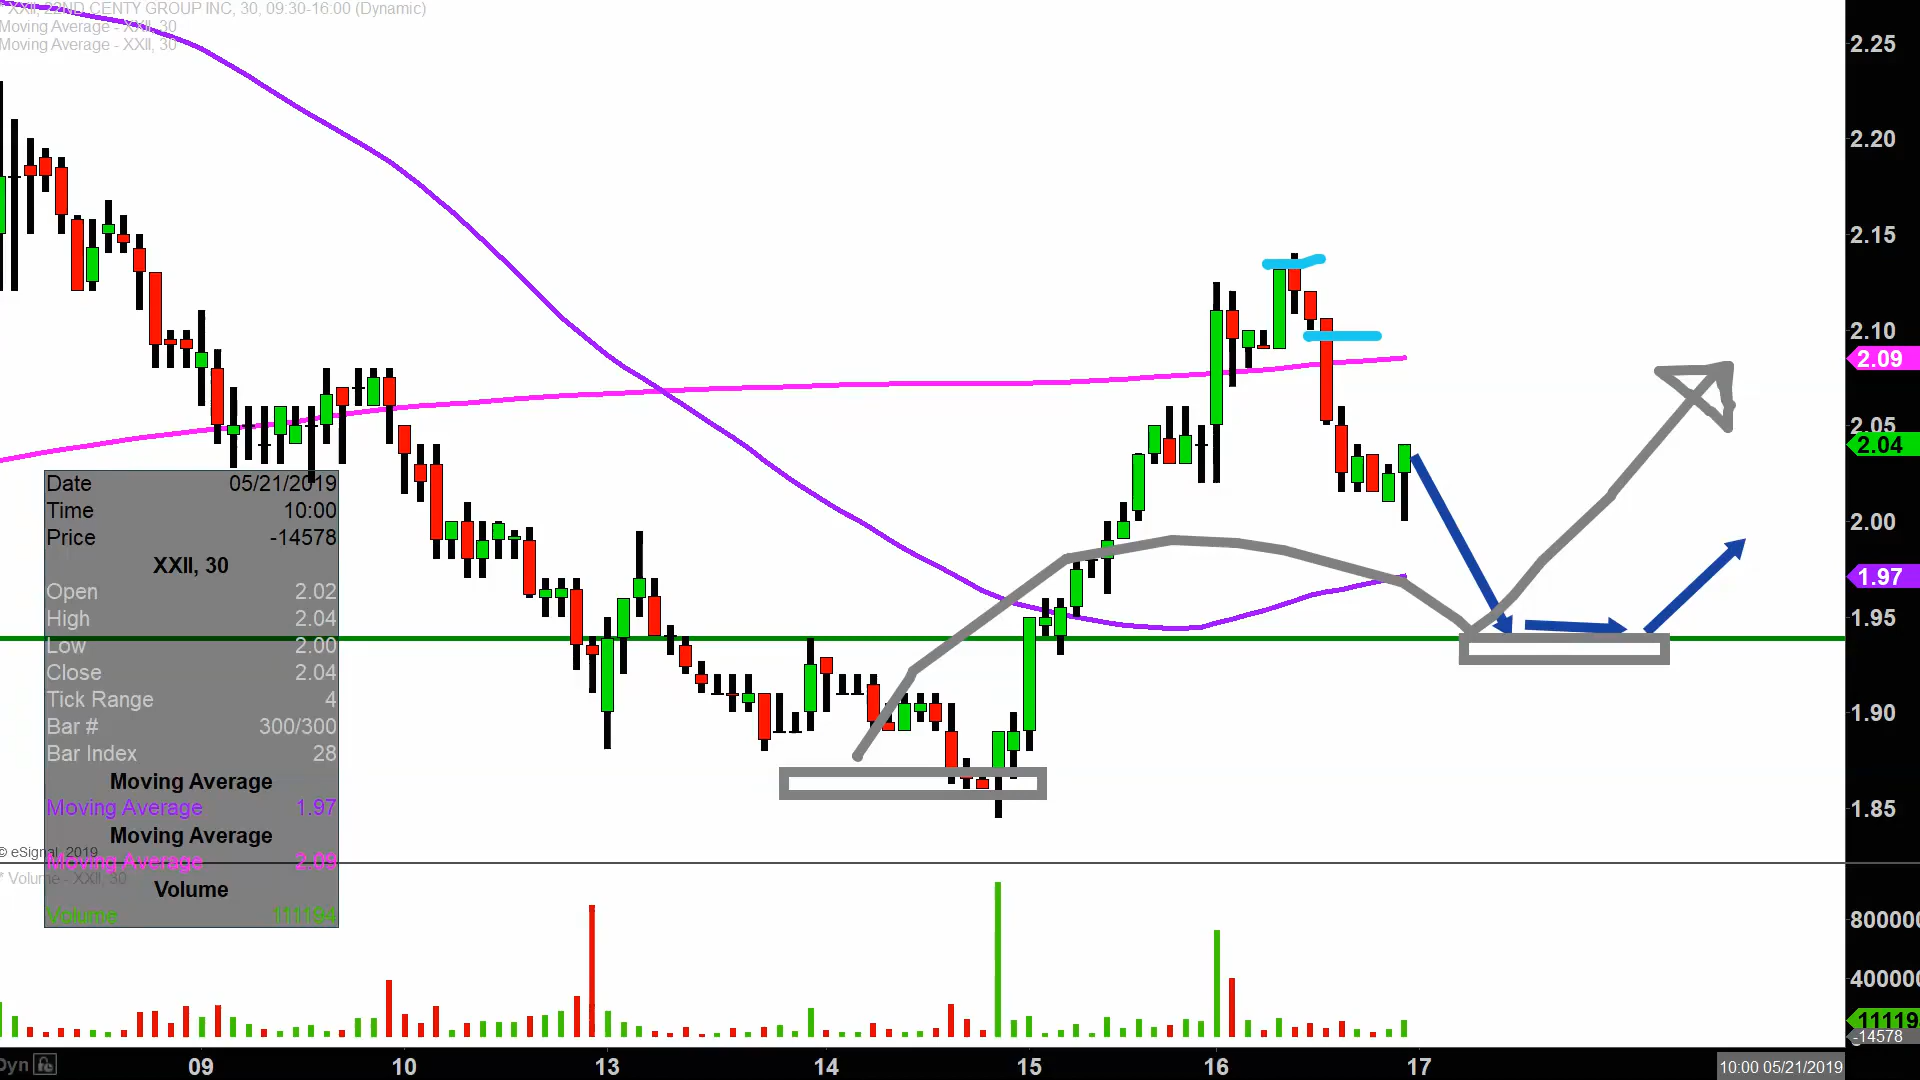 * XXII, 22ND CENTY GROUP INC, 30, 09:30-16:00 (Dynamic)
Moving Average - XXII, 30
Moving Average - XXII, 30
2.25
2.20
2.15
2.10
2.09
2.05
2.04
2.00
1.97
1.95
1.90
1.85
Date 05/21/2019
Time 10:00
Price -14578
XXII, 30
Open 2.02
High 2.04
Low 2.00
Close 2.04
Tick Range 4
Bar # 300/300
Bar Index 28
Moving Average
Moving Average 1.97
Moving Average
Moving Average 2.09
Volume
Volume 111194
© eSignal, 2019
* Volume - XXII, 30
800000
400000
11119
-14578
Dyn
09 10 13 14 15 16 17
10:00 05/21/2019